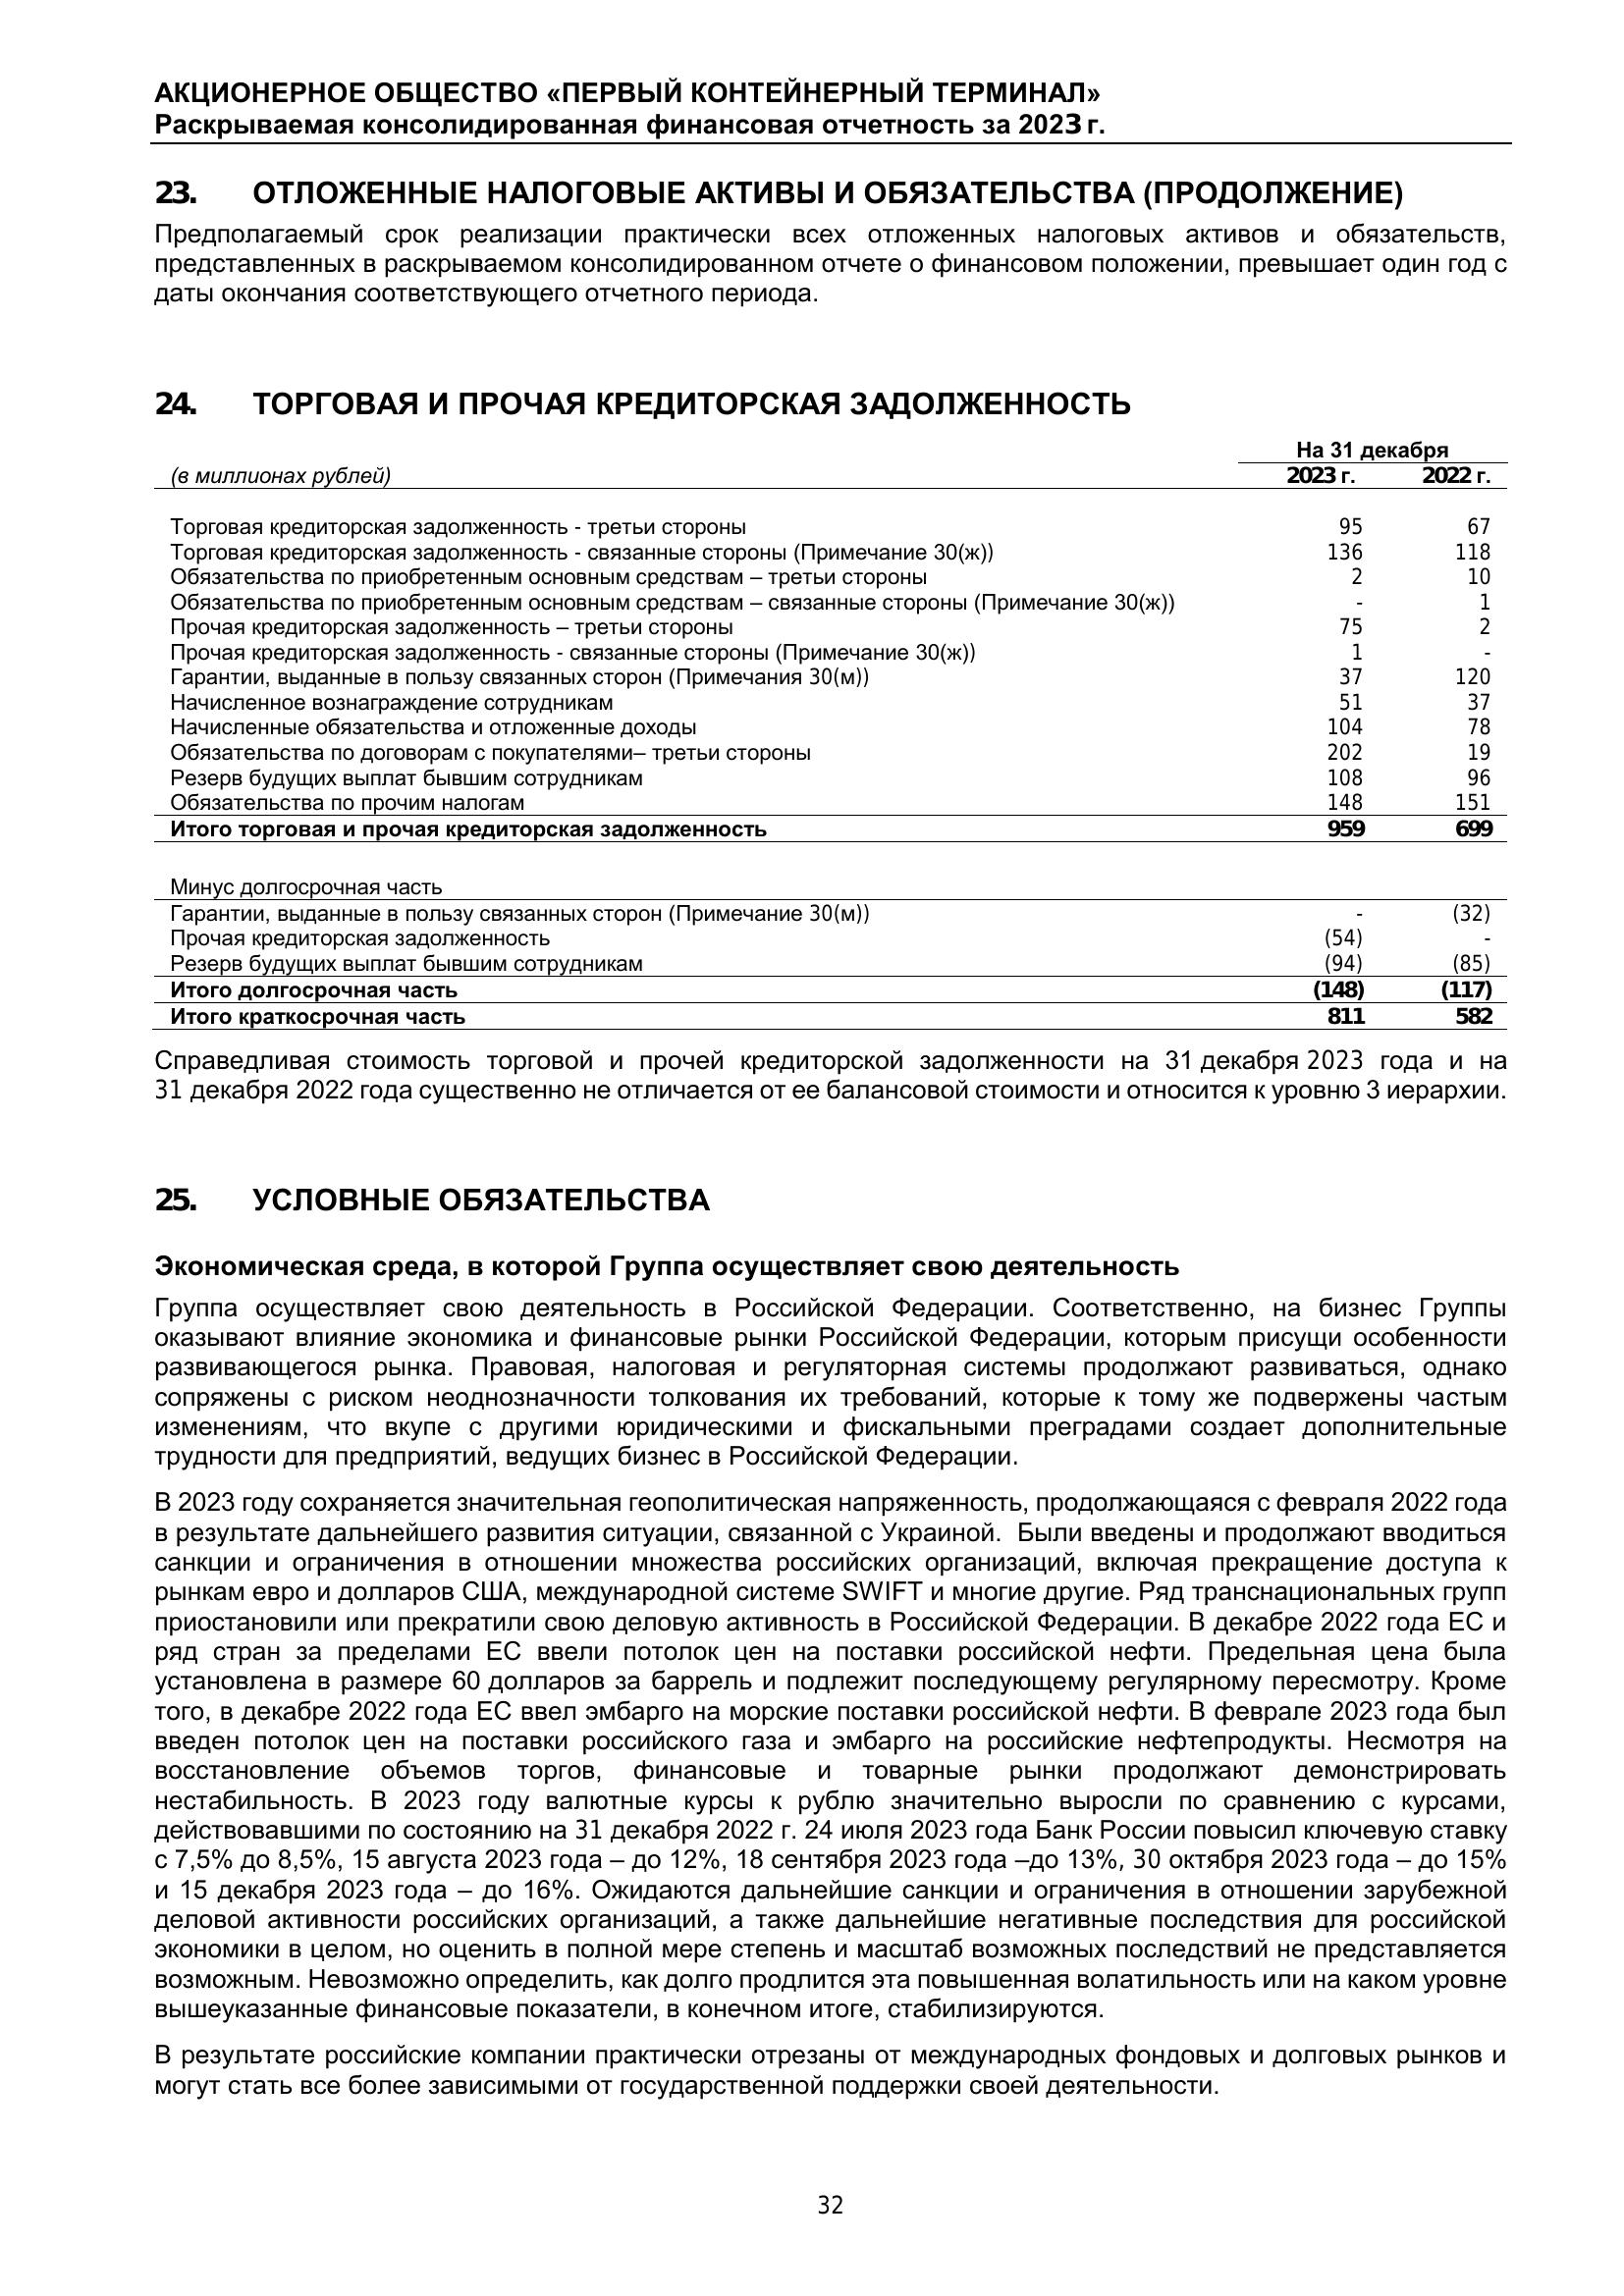 АКЦИОНЕРНОЕ ОБЩЕСТВО «ПЕРВЫЙ КОНТЕЙНЕРНЫЙ ТЕРМИНАЛ»
Раскрываемая консолидированная финансовая отчетность за 2023 г.
23. ОТЛОЖЕННЫЕ НАЛОГОВЫЕ АКТИВЫ И ОБЯЗАТЕЛЬСТВА (ПРОДОЛЖЕНИЕ)
Предполагаемый срок реализации практически всех отложенных налоговых активов и обязательств,
представленных в раскрываемом консолидированном отчете о финансовом положении, превышает один год с
даты окончания соответствующего отчетного периода.
24. ТОРГОВАЯ И ПРОЧАЯ КРЕДИТОРСКАЯ ЗАДОЛЖЕННОСТЬ
На 31 декабря
(в миллионах рублей) 2023 г. 2022 г.
Торговая кредиторская задолженность - третьи стороны 95 67
Торговая кредиторская задолженность - связанные стороны (Примечание 30(ж)) 136 118
Обязательства по приобретенным основным средствам – третьи стороны 2 10
Обязательства по приобретенным основным средствам – связанные стороны (Примечание 30(ж)) - 1
Прочая кредиторская задолженность – третьи стороны 75 2
Прочая кредиторская задолженность - связанные стороны (Примечание 30(ж)) 1 -
Гарантии, выданные в пользу связанных сторон (Примечания 30(м)) 37 120
Начисленное вознаграждение сотрудникам 51 37
Начисленные обязательства и отложенные доходы 104 78
Обязательства по договорам с покупателями– третьи стороны 202 19
Резерв будущих выплат бывшим сотрудникам 108 96
Обязательства по прочим налогам 148 151
Итого торговая и прочая кредиторская задолженность 959 699
Минус долгосрочная часть
Гарантии, выданные в пользу связанных сторон (Примечание 30(м)) - (32)
Прочая кредиторская задолженность (54) -
Резерв будущих выплат бывшим сотрудникам (94) (85)
Итого долгосрочная часть (148) (117)
Итого краткосрочная часть 811 582
Справедливая стоимость торговой и прочей кредиторской задолженности на 31 декабря 2023 года и на
31 декабря 2022 года существенно не отличается от ее балансовой стоимости и относится к уровню 3 иерархии.
25. УСЛОВНЫЕ ОБЯЗАТЕЛЬСТВА
Экономическая среда, в которой Группа осуществляет свою деятельность
Группа осуществляет свою деятельность в Российской Федерации. Соответственно, на бизнес Группы
оказывают влияние экономика и финансовые рынки Российской Федерации, которым присущи особенности
развивающегося рынка. Правовая, налоговая и регуляторная системы продолжают развиваться, однако
сопряжены с риском неоднозначности толкования их требований, которые к тому же подвержены частым
изменениям, что вкупе с другими юридическими и фискальными преградами создает дополнительные
трудности для предприятий, ведущих бизнес в Российской Федерации.
В 2023 году сохраняется значительная геополитическая напряженность, продолжающаяся с февраля 2022 года
в результате дальнейшего развития ситуации, связанной с Украиной. Были введены и продолжают вводиться
санкции и ограничения в отношении множества российских организаций, включая прекращение доступа к
рынкам евро и долларов США, международной системе SWIFT и многие другие. Ряд транснациональных групп
приостановили или прекратили свою деловую активность в Российской Федерации. В декабре 2022 года ЕС и
ряд стран за пределами ЕС ввели потолок цен на поставки российской нефти. Предельная цена была
установлена в размере 60 долларов за баррель и подлежит последующему регулярному пересмотру. Кроме
того, в декабре 2022 года ЕС ввел эмбарго на морские поставки российской нефти. В феврале 2023 года был
введен потолок цен на поставки российского газа и эмбарго на российские нефтепродукты. Несмотря на
восстановление объемов торгов, финансовые и товарные рынки продолжают демонстрировать
нестабильность. В 2023 году валютные курсы к рублю значительно выросли по сравнению с курсами,
действовавшими по состоянию на 31 декабря 2022 г. 24 июля 2023 года Банк России повысил ключевую ставку
с 7,5% до 8,5%, 15 августа 2023 года – до 12%, 18 сентября 2023 года –до 13%, 30 октября 2023 года – до 15%
и 15 декабря 2023 года – до 16%. Ожидаются дальнейшие санкции и ограничения в отношении зарубежной
деловой активности российских организаций, а также дальнейшие негативные последствия для российской
экономики в целом, но оценить в полной мере степень и масштаб возможных последствий не представляется
возможным. Невозможно определить, как долго продлится эта повышенная волатильность или на каком уровне
вышеуказанные финансовые показатели, в конечном итоге, стабилизируются.
В результате российские компании практически отрезаны от международных фондовых и долговых рынков и
могут стать все более зависимыми от государственной поддержки своей деятельности.
32